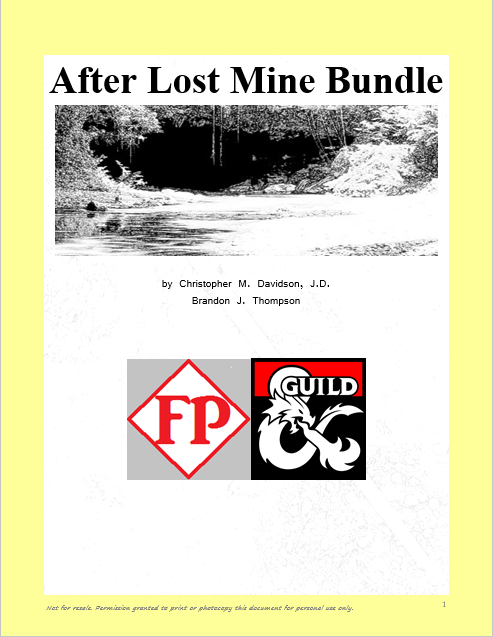 After Lost Mine Bundle
by Christopher M. Davidson, J.D.
Brandon J. Thompson
FP
GUILD
Not for resale. Permission granted to print or photocopy this document for personal use only.
1